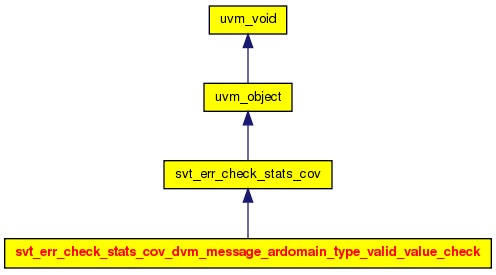 uvm_void
uvm_object
svt_err_check_stats_cov
svt_err_check_stats_cov_dvm_message_ardomain_type_valid_value_check